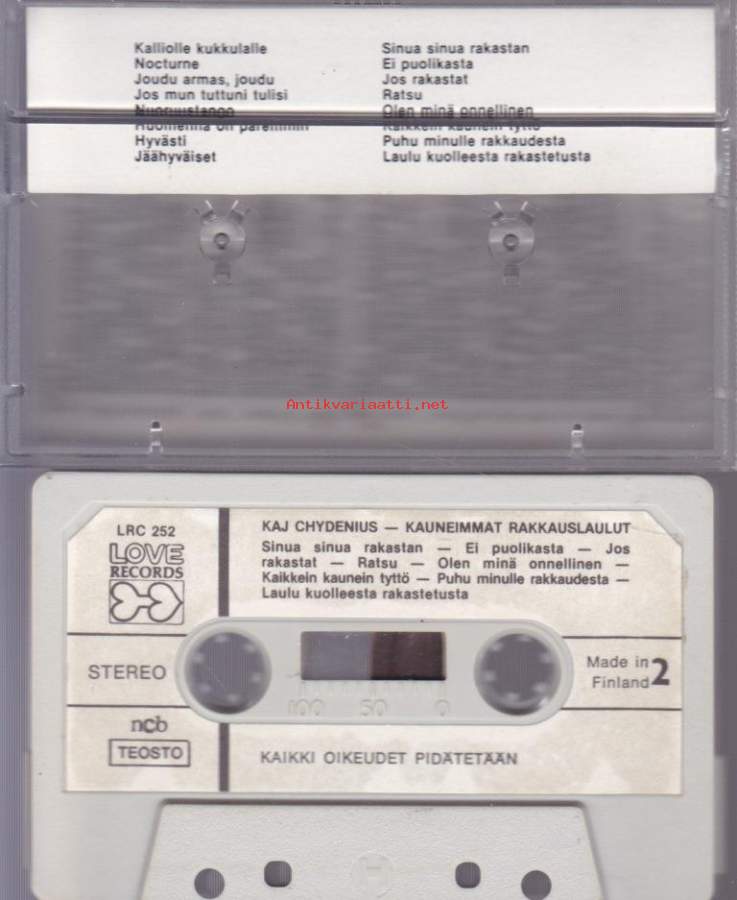 Kalliolle kukkulalle
Nocturne
Joudu armas, joudu
Jos mun tuttuni tulisi
Nuoruustango
Huomenna on paremmin
Hyvästi
Jäähyväiset
Sinua sinua rakastan
Ei puolikasta
Jos rakastat
Ratsu
Olen minä onnellinen
Kaikkein kaunein tyttö
Puhu minulle rakkaudesta
Laulu kuolleesta rakastetusta
Antikvariaatti.net
LRC 252
LOVE
RECORDS
KAJ CHYDENIUS — KAUNEIMMAT RAKKAUSLAULUT
Sinua sinua rakastan — Ei puolikasta — Jos
rakastat — Ratsu — Olen minä onnellinen —
Kaikkein kaunein tyttö — Puhu minulle rakkaudesta —
Laulu kuolleesta rakastetusta
STEREO
100 50 0
Made in
Finland
2
ncb
TEOSTO
KAIKKI OIKEUDET PIDÄTETÄÄN